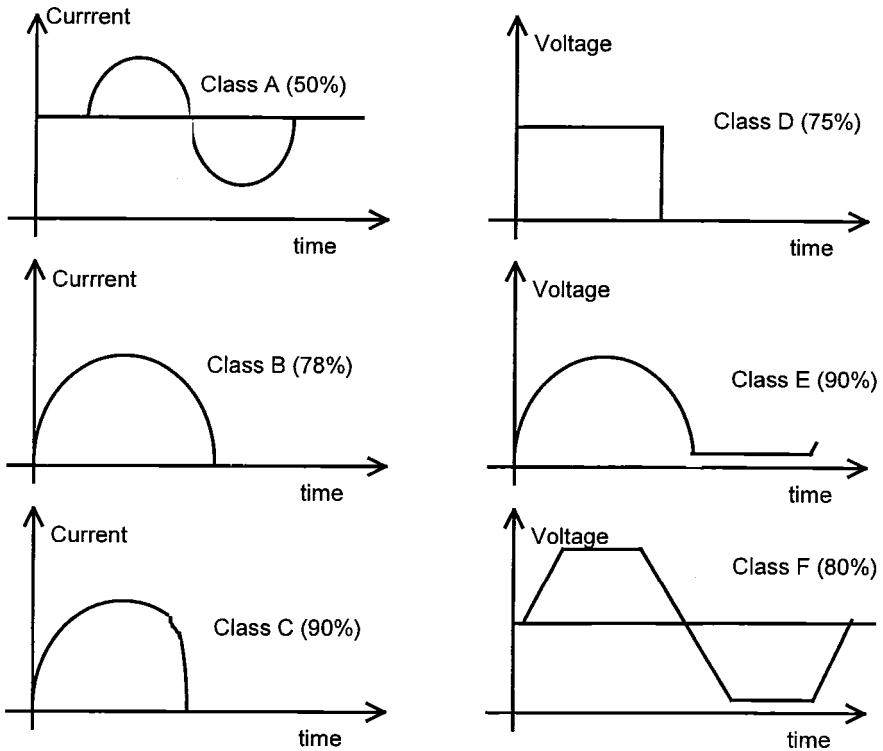 Currrent
Class A (50%)
time
Voltage
Class D (75%)
time
Currrent
Class B (78%)
time
Voltage
Class E (90%)
time
Current
Class C (90%)
time
Voltage
Class F (80%)
time